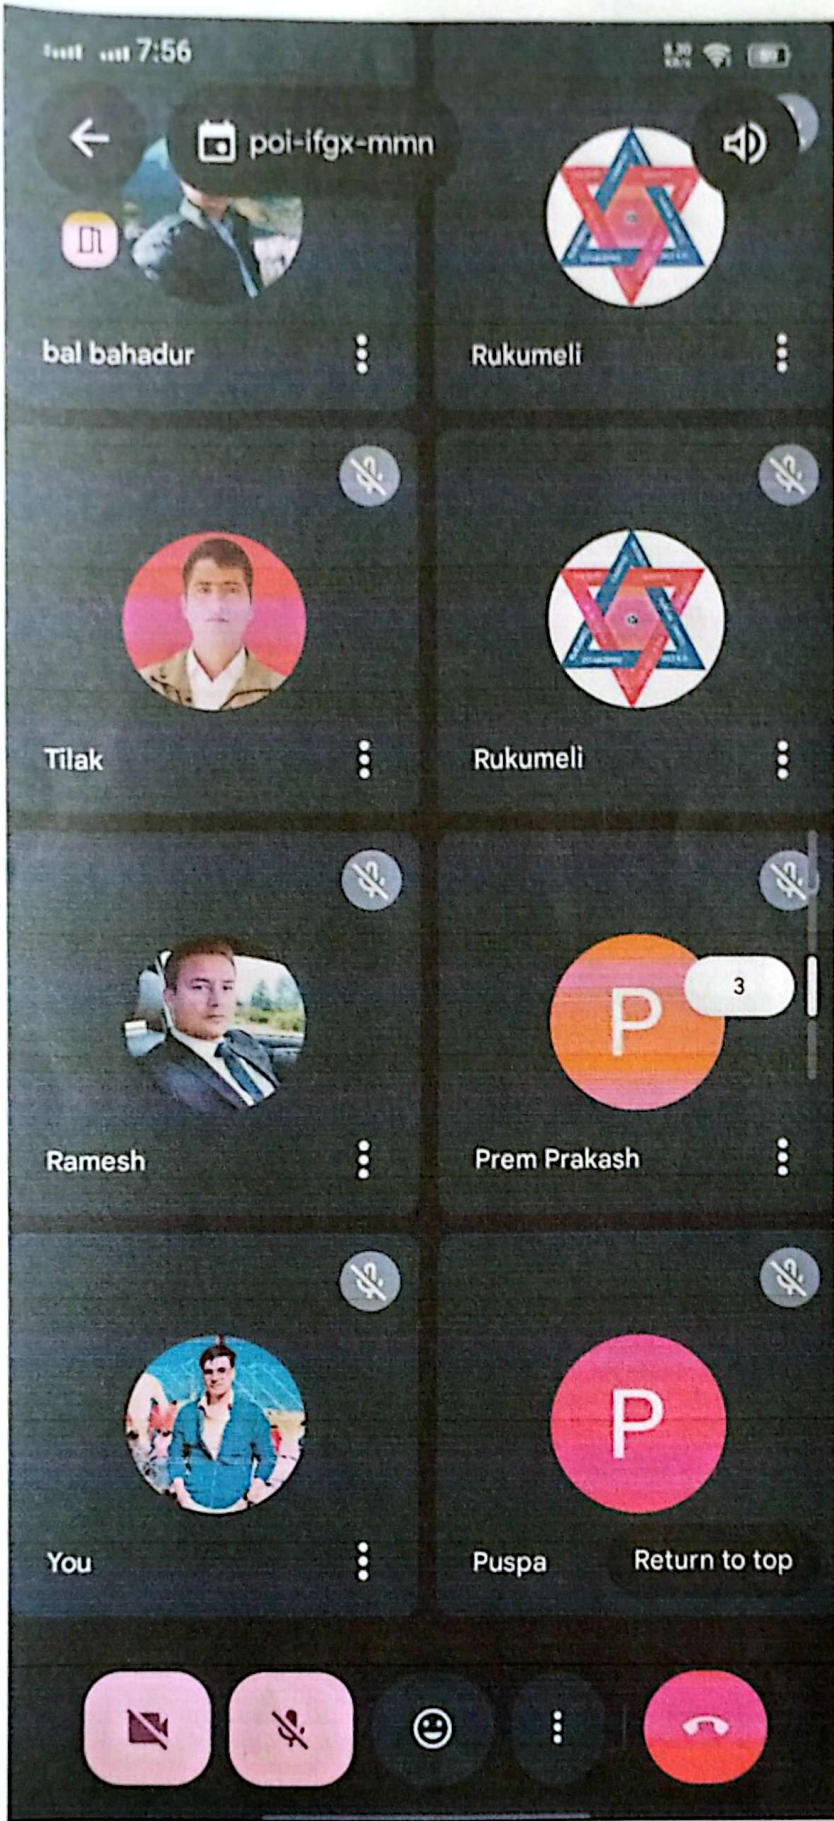 7:56
poi-ifgx-mmn
bal bahadur
Rukumeli
Tilak
Rukumeli
Ramesh
P
3
Prem Prakash
You
P
Puspa
Return to top